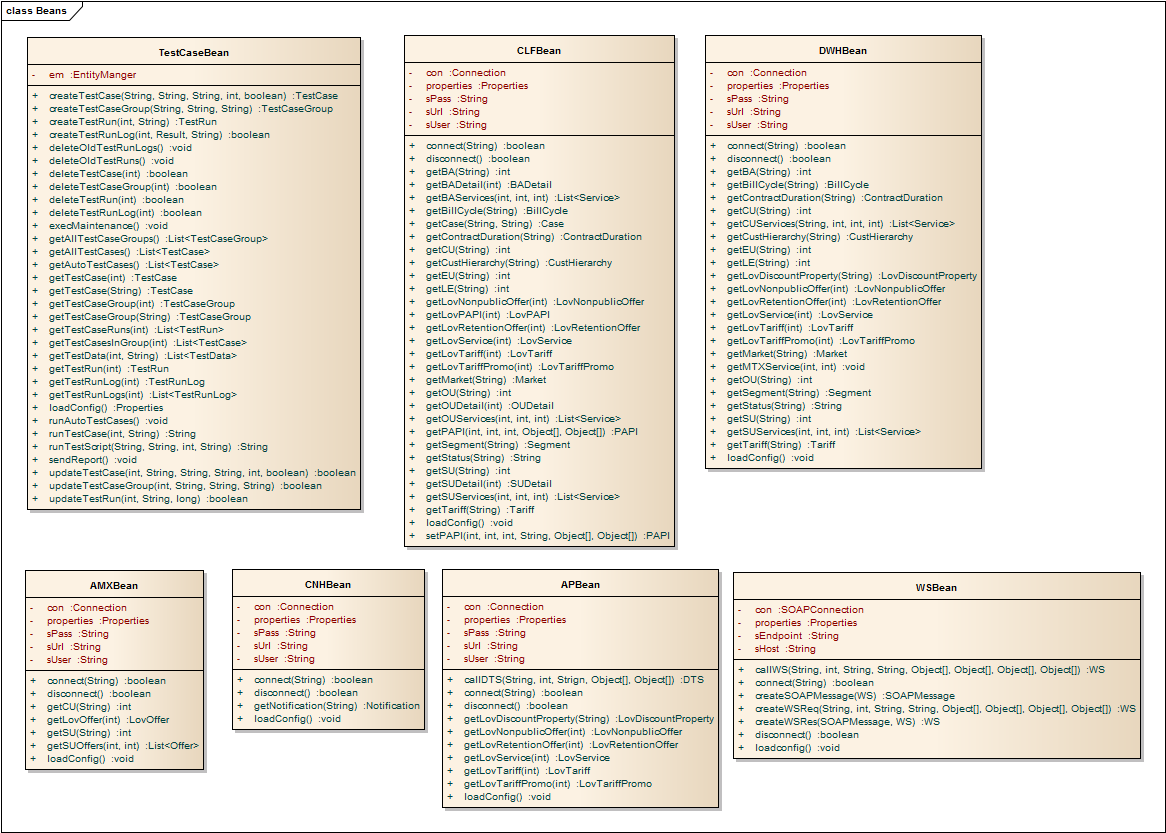 class Beans
TestCaseBean
- em :EntityManger
+ createTestCase(String, String, String, int, boolean) :TestCase
+ createTestCaseGroup(String, String, String) :TestCaseGroup
+ createTestRun(int, String) :TestRun
+ createTestRunLog(int, Result, String) :boolean
+ deleteOldTestRunLogs() :void
+ deleteOldTestRuns() :void
+ deleteTestCase(int) :boolean
+ deleteTestCaseGroup(int) :boolean
+ deleteTestRun(int) :boolean
+ deleteTestRunLog(int) :boolean
+ execMaintenance() :void
+ getAllTestCaseGroups() :List<TestCaseGroup>
+ getAllTestCases() :List<TestCase>
+ getAutoTestCases() :List<TestCase>
+ getTestCase(int) :TestCase
+ getTestCase(String) :TestCase
+ getTestCaseGroup(int) :TestCaseGroup
+ getTestCaseGroup(String) :TestCaseGroup
+ getTestCaseRuns(int) :List<TestRun>
+ getTestCasesInGroup(int) :List<TestCase>
+ getTestData(int, String) :List<TestData>
+ getTestRun(int) :TestRun
+ getTestRunLog(int) :TestRunLog
+ getTestRunLogs(int) :List<TestRunLog>
+ loadConfig() :Properties
+ runAutoTestCases() :void
+ runTestCase(int, String) :String
+ runTestScript(String, String, int, String) :String
+ sendReport() :void
+ updateTestCase(int, String, String, String, int, boolean) :boolean
+ updateTestCaseGroup(int, String, String, String) :boolean
+ updateTestRun(int, String, long) :boolean
CLFBean
- con :Connection
- properties :Properties
- sPass :String
- sUrl :String
- sUser :String
+ connect(String) :boolean
+ disconnect() :boolean
+ getBA(String) :int
+ getBADetail(int) :BADetail
+ getBAServices(int, int, int) :List<Service>
+ getBillCycle(String) :BillCycle
+ getCase(String, String) :Case
+ getContractDuration(String) :ContractDuration
+ getCU(String) :int
+ getCustHierarchy(String) :CustHierarchy
+ getEU(String) :int
+ getLE(String) :int
+ getLovNonpublicOffer(int) :LovNonpublicOffer
+ getLovPAPI(int) :LovPAPI
+ getLovRetentionOffer(int) :LovRetentionOffer
+ getLovService(int) :LovService
+ getLovTariff(int) :LovTariff
+ getLovTariffPromo(int) :LovTariffPromo
+ getMarket(String) :Market
+ getOU(String) :int
+ getOUDetail(int) :OUDetail
+ getOUServices(int, int, int) :List<Service>
+ getPAPI(int, int, int, Object[], Object[]) :PAPI
+ getSegment(String) :Segment
+ getStatus(String) :String
+ getSU(String) :int
+ getSUDetail(int) :SUDetail
+ getSUServices(int, int, int) :List<Service>
+ getTariff(String) :Tariff
+ loadConfig() :void
+ setPAPI(int, int, int, String, Object[], Object[]) :PAPI
DWHBean
- con :Connection
- properties :Properties
- sPass :String
- sUrl :String
- sUser :String
+ connect(String) :boolean
+ disconnect() :boolean
+ getBA(String) :int
+ getBillCycle(String) :BillCycle
+ getContractDuration(String) :ContractDuration
+ getCU(String) :int
+ getCUServices(String, int, int, int) :List<Service>
+ getCustHierarchy(String) :CustHierarchy
+ getEU(String) :int
+ getLE(String) :int
+ getLovDiscountProperty(String) :LovDiscountProperty
+ getLovNonpublicOffer(int) :LovNonpublicOffer
+ getLovRetentionOffer(int) :LovRetentionOffer
+ getLovService(int) :LovService
+ getLovTariff(int) :LovTariff
+ getLovTariffPromo(int) :LovTariffPromo
+ getMarket(String) :Market
+ getMTXService(int, int) :void
+ getOU(String) :int
+ getSegment(String) :Segment
+ getStatus(String) :String
+ getSU(String) :int
+ getSUServices(int, int, int) :List<Service>
+ getTariff(String) :Tariff
+ loadConfig() :void
AMXBean
- con :Connection
- properties :Properties
- sPass :String
- sUrl :String
- sUser :String
+ connect(String) :boolean
+ disconnect() :boolean
+ getCU(String) :int
+ getLovOffer(int) :LovOffer
+ getSU(String) :int
+ getSUOffers(int, int) :List<Offer>
+ loadConfig() :void
CNHBean
- con :Connection
- properties :Properties
- sPass :String
- sUrl :String
- sUser :String
+ connect(String) :boolean
+ disconnect() :boolean
+ getNotification(String) :Notification
+ loadConfig() :void
APBean
- con :Connection
- properties :Properties
- sPass :String
- sUrl :String
- sUser :String
+ callDTS(String, int, Strign, Object[], Object[]) :DTS
+ connect(String) :boolean
+ disconnect() :boolean
+ getLovDiscountProperty(String) :LovDiscountProperty
+ getLovNonpublicOffer(int) :LovNonpublicOffer
+ getLovRetentionOffer(int) :LovRetentionOffer
+ getLovService(int) :LovService
+ getLovTariff(int) :LovTariff
+ getLovTariffPromo(int) :LovTariffPromo
+ loadConfig() :void
WSBean
- con :SOAPConnection
- properties :Properties
- sEndpoint :String
- sHost :String
+ callWS(String, int, String, String, Object[], Object[], Object[], Object[]) :WS
+ connect(String) :boolean
+ createSOAPMessage(WS) :SOAPMessage
+ createWSReq(String, int, String, String, Object[], Object[], Object[], Object[]) :WS
+ createWSRes(SOAPMessage, WS) :WS
+ disconnect() :boolean
+ loadconfig() :void